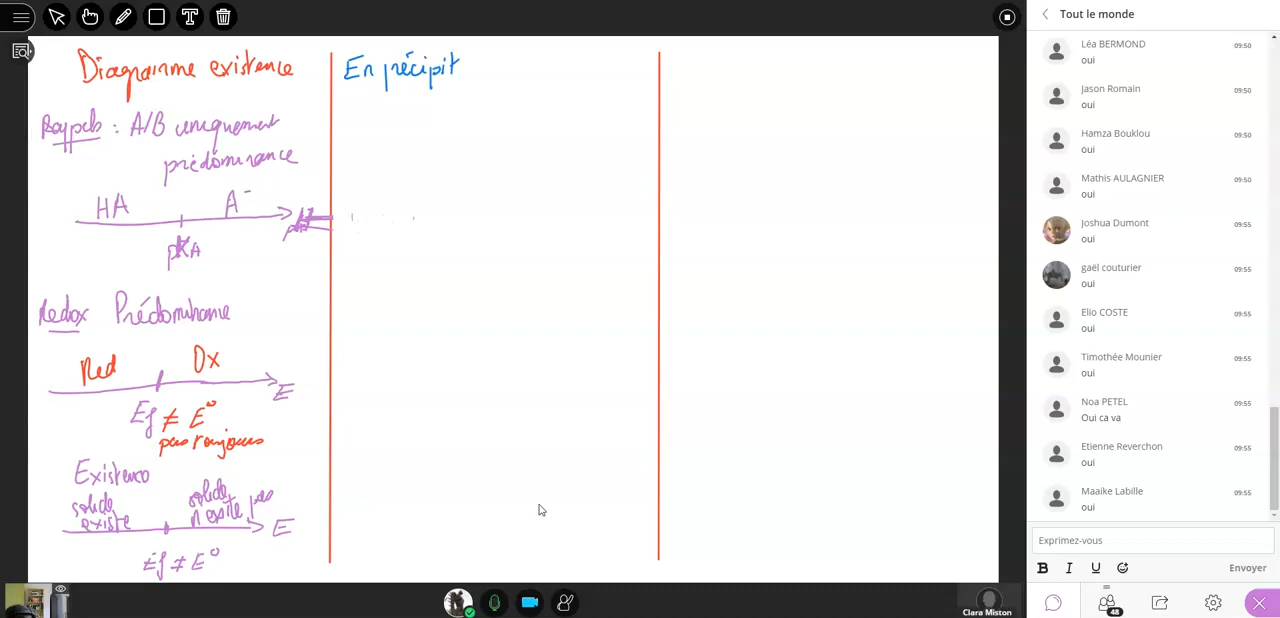 Diagramme existence
Rappels : A/B uniquement
prédominance
HA
A⁻
pH
pKA
Redox Prédominance
Red
Ox
E
Ef ≠ E°
pas toujours
Existence
solide
existe
solide
n'existe pas
E
Ef ≠ E°
En précipit
T
Clara Miston
Tout le monde
Léa BERMOND 09:50
oui
Jason Romain 09:50
oui
Hamza Bouklou 09:50
oui
Mathis AULAGNIER 09:50
oui
Joshua Dumont 09:55
oui
gaël couturier 09:55
oui
Elio COSTE 09:55
oui
Timothée Mounier 09:55
oui
Noa PETEL 09:55
Oui ca va
Etienne Reverchon 09:55
oui
Maaike Labille 09:55
oui
Exprimez-vous
B I U Envoyer
48